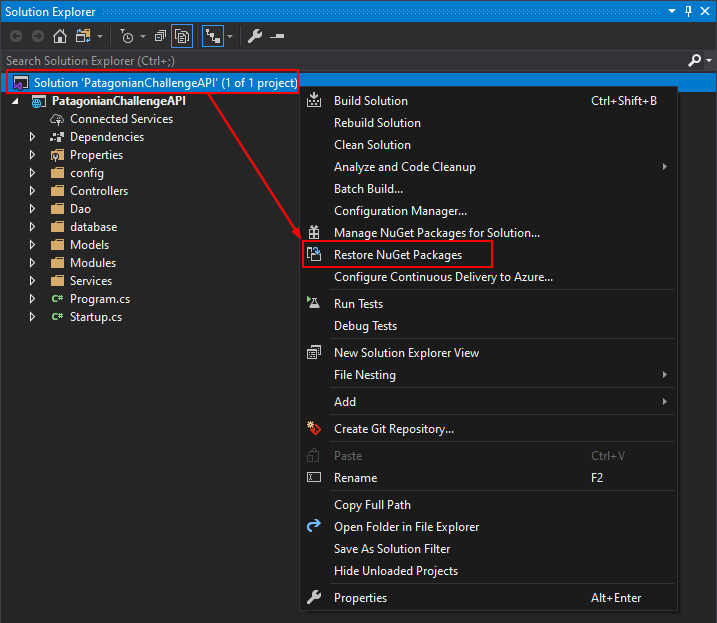 Solution Explorer
Search Solution Explorer (Ctrl+;)
Solution 'PatagonianChallengeAPI' (1 of 1 project)
PatagonianChallengeAPI
Connected Services
Dependencies
Properties
config
Controllers
Dao
database
Models
Modules
Services
C# Program.cs
C# Startup.cs
Build Solution Ctrl+Shift+B
Rebuild Solution
Clean Solution
Analyze and Code Cleanup
Batch Build...
Configuration Manager...
Manage NuGet Packages for Solution...
Restore NuGet Packages
Configure Continuous Delivery to Azure...
Run Tests
Debug Tests
New Solution Explorer View
File Nesting
Add
Create Git Repository...
Paste Ctrl+V
Rename F2
Copy Full Path
Open Folder in File Explorer
Save As Solution Filter
Hide Unloaded Projects
Properties Alt+Enter